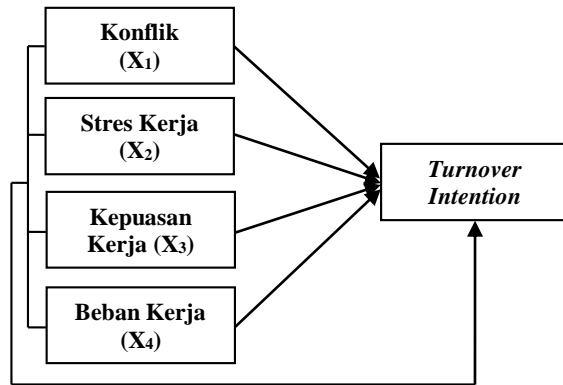 Konflik
(X1)
Stres Kerja
(X2)
Kepuasan
Kerja (X3)
Beban Kerja
(X4)
Turnover
Intention